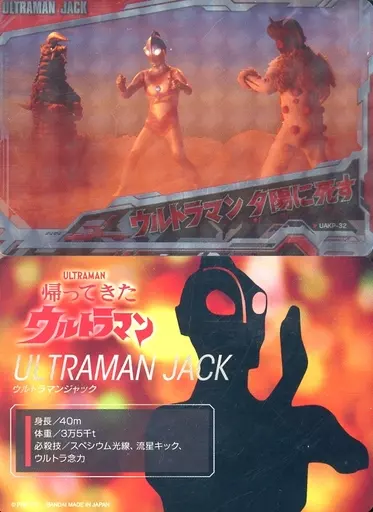 ULTRAMAN JACK
ウルトラマン 夕陽に死す
UAKP-32
ULTRAMAN
帰ってきた
ウルトラマン
ULTRAMAN JACK
ウルトラマンジャック
身長/40m
体重/3万5千t
必殺技/スペシウム光線、流星キック、
ウルトラ念力
BANDAI MADE IN JAPAN